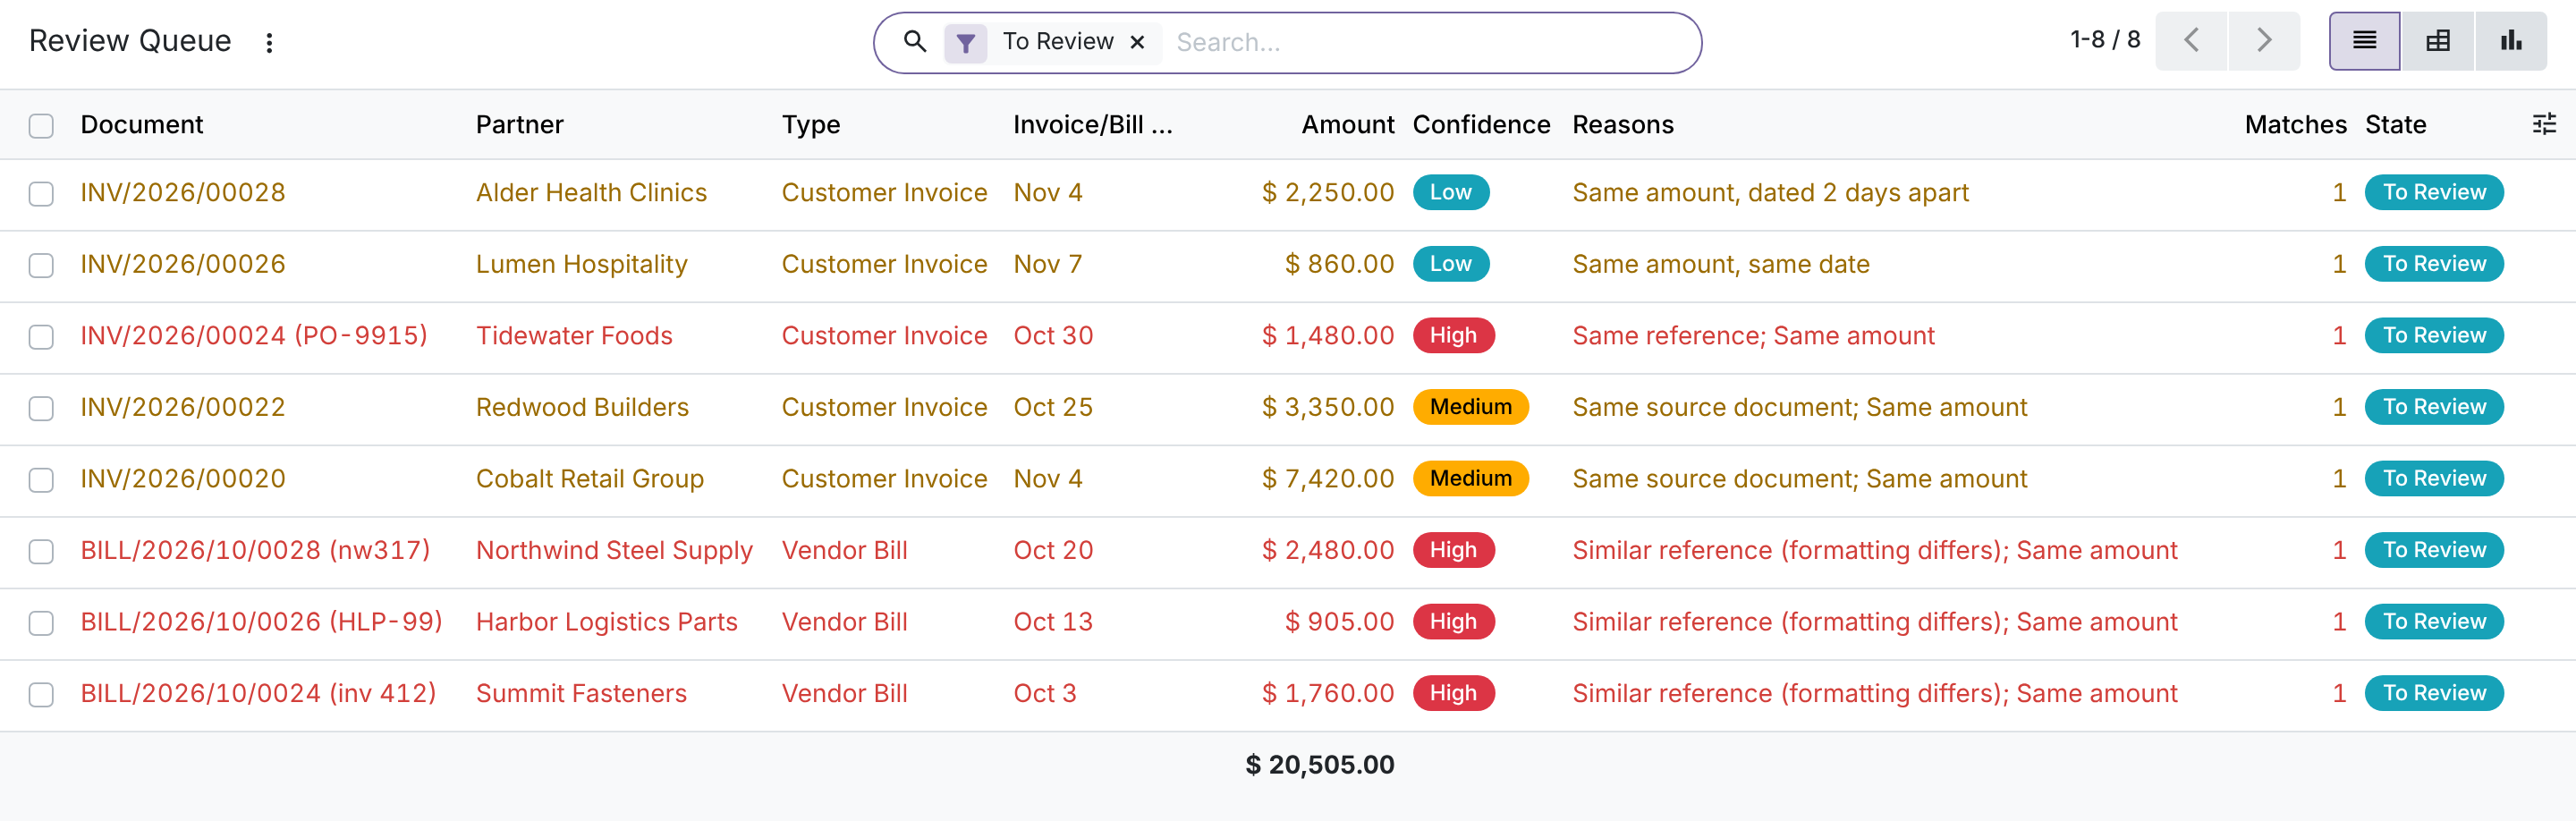 Review Queue
To Review
Search...
1-8 / 8
Document Partner Type Invoice/Bill ... Amount Confidence Reasons Matches State
INV/2026/00028 Alder Health Clinics Customer Invoice Nov 4 $ 2,250.00 Low Same amount, dated 2 days apart 1 To Review
INV/2026/00026 Lumen Hospitality Customer Invoice Nov 7 $ 860.00 Low Same amount, same date 1 To Review
INV/2026/00024 (PO-9915) Tidewater Foods Customer Invoice Oct 30 $ 1,480.00 High Same reference; Same amount 1 To Review
INV/2026/00022 Redwood Builders Customer Invoice Oct 25 $ 3,350.00 Medium Same source document; Same amount 1 To Review
INV/2026/00020 Cobalt Retail Group Customer Invoice Nov 4 $ 7,420.00 Medium Same source document; Same amount 1 To Review
BILL/2026/10/0028 (nw317) Northwind Steel Supply Vendor Bill Oct 20 $ 2,480.00 High Similar reference (formatting differs); Same amount 1 To Review
BILL/2026/10/0026 (HLP-99) Harbor Logistics Parts Vendor Bill Oct 13 $ 905.00 High Similar reference (formatting differs); Same amount 1 To Review
BILL/2026/10/0024 (inv 412) Summit Fasteners Vendor Bill Oct 3 $ 1,760.00 High Similar reference (formatting differs); Same amount 1 To Review
$ 20,505.00